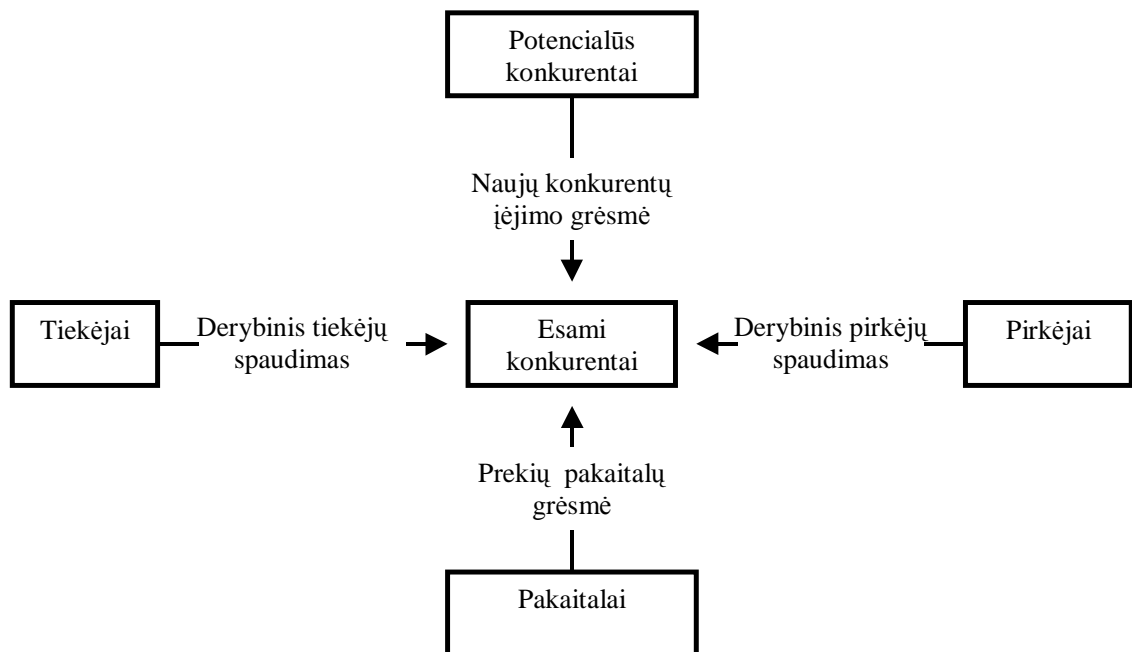 Potencialūs
konkurentai
Naujų konkurentų
įėjimo grėsmė
Tiekėjai
Derybinis tiekėjų
spaudimas
Esami
konkurentai
Derybinis pirkėjų
spaudimas
Pirkėjai
Prekių pakaitalų
grėsmė
Pakaitalai